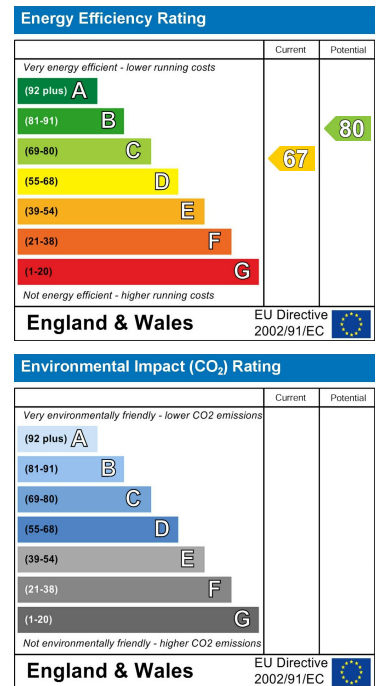 Energy Efficiency Rating
Current Potential
Very energy efficient - lower running costs
(92 plus) A
(81-91) B
80
(69-80) C
67
(55-68) D
(39-54) E
(21-38) F
(1-20) G
Not energy efficient - higher running costs
England & Wales
EU Directive
2002/91/EC
Environmental Impact (CO₂) Rating
Current Potential
Very environmentally friendly - lower CO2 emissions
(92 plus) A
(81-91) B
(69-80) C
(55-68) D
(39-54) E
(21-38) F
(1-20) G
Not environmentally friendly - higher CO2 emissions
England & Wales
EU Directive
2002/91/EC